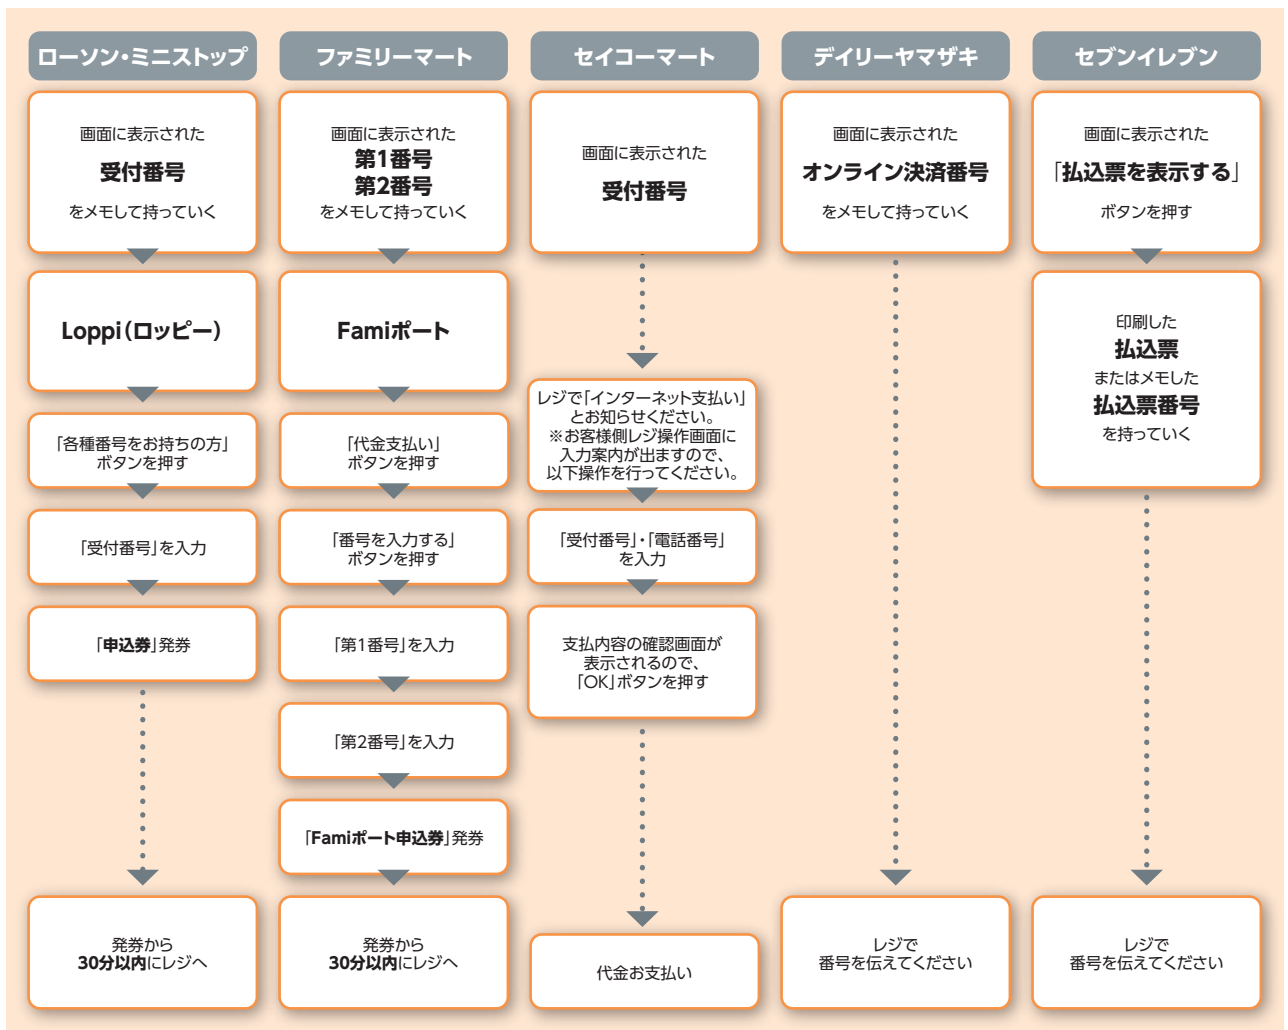 ローソン・ミニストップ
画面に表示された
受付番号
をメモして持っていく
Loppi（ロッピー）
「各種番号をお持ちの方」
ボタンを押す
「受付番号」を入力
「申込券」発券
発券から
30分以内にレジへ
ファミリーマート
画面に表示された
第1番号
第2番号
をメモして持っていく
Famiポート
「代金支払い」
ボタンを押す
「番号を入力する」
ボタンを押す
「第1番号」を入力
「第2番号」を入力
「Famiポート申込券」発券
発券から
30分以内にレジへ
セイコーマート
画面に表示された
受付番号
レジで「インターネット支払い」
とお知らせください。
※お客様側レジ操作画面に
入力案内が出ますので、
以下操作を行ってください。
「受付番号」・「電話番号」
を入力
支払内容の確認画面が
表示されるので、
「OK」ボタンを押す
代金お支払い
デイリーヤマザキ
画面に表示された
オンライン決済番号
をメモして持っていく
レジで
番号を伝えてください
セブンイレブン
画面に表示された
「払込票を表示する」
ボタンを押す
印刷した
払込票
またはメモした
払込票番号
を持っていく
レジで
番号を伝えてください